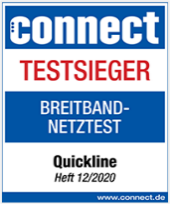 connect
TESTSIEGER
BREITBAND-
NETZTEST
Quickline
Heft 12/2020
www.connect.de